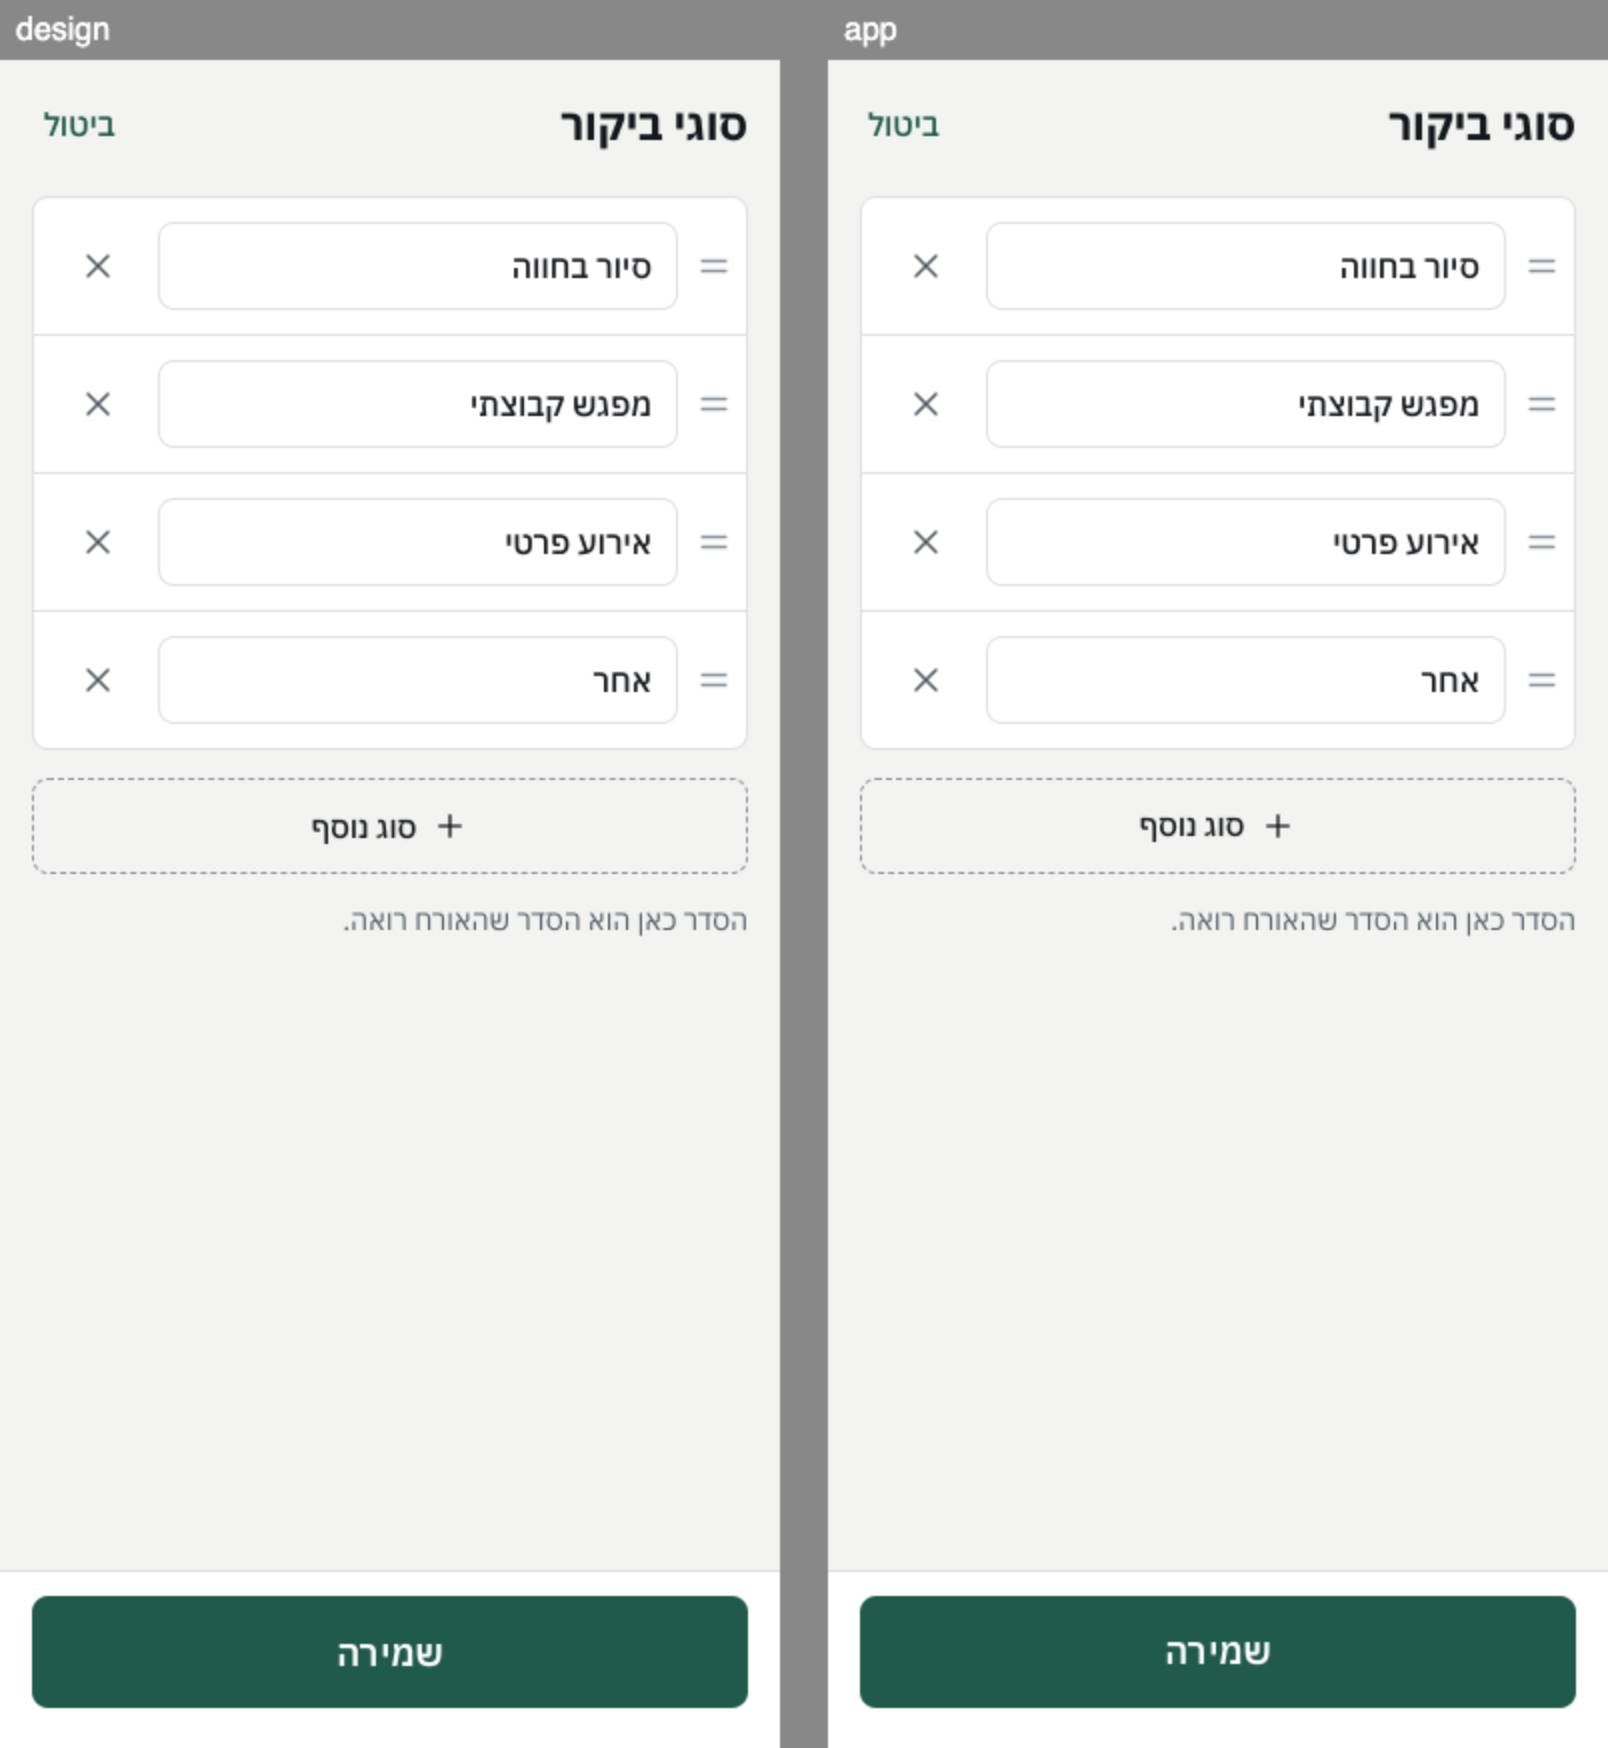 design
סוגי ביקור
ביטול
סיור בחווה
מפגש קבוצתי
אירוע פרטי
אחר
+ סוג נוסף
הסדר כאן הוא הסדר שהאורח רואה.
שמירה
app
סוגי ביקור
ביטול
סיור בחווה
מפגש קבוצתי
אירוע פרטי
אחר
+ סוג נוסף
הסדר כאן הוא הסדר שהאורח רואה.
שמירה